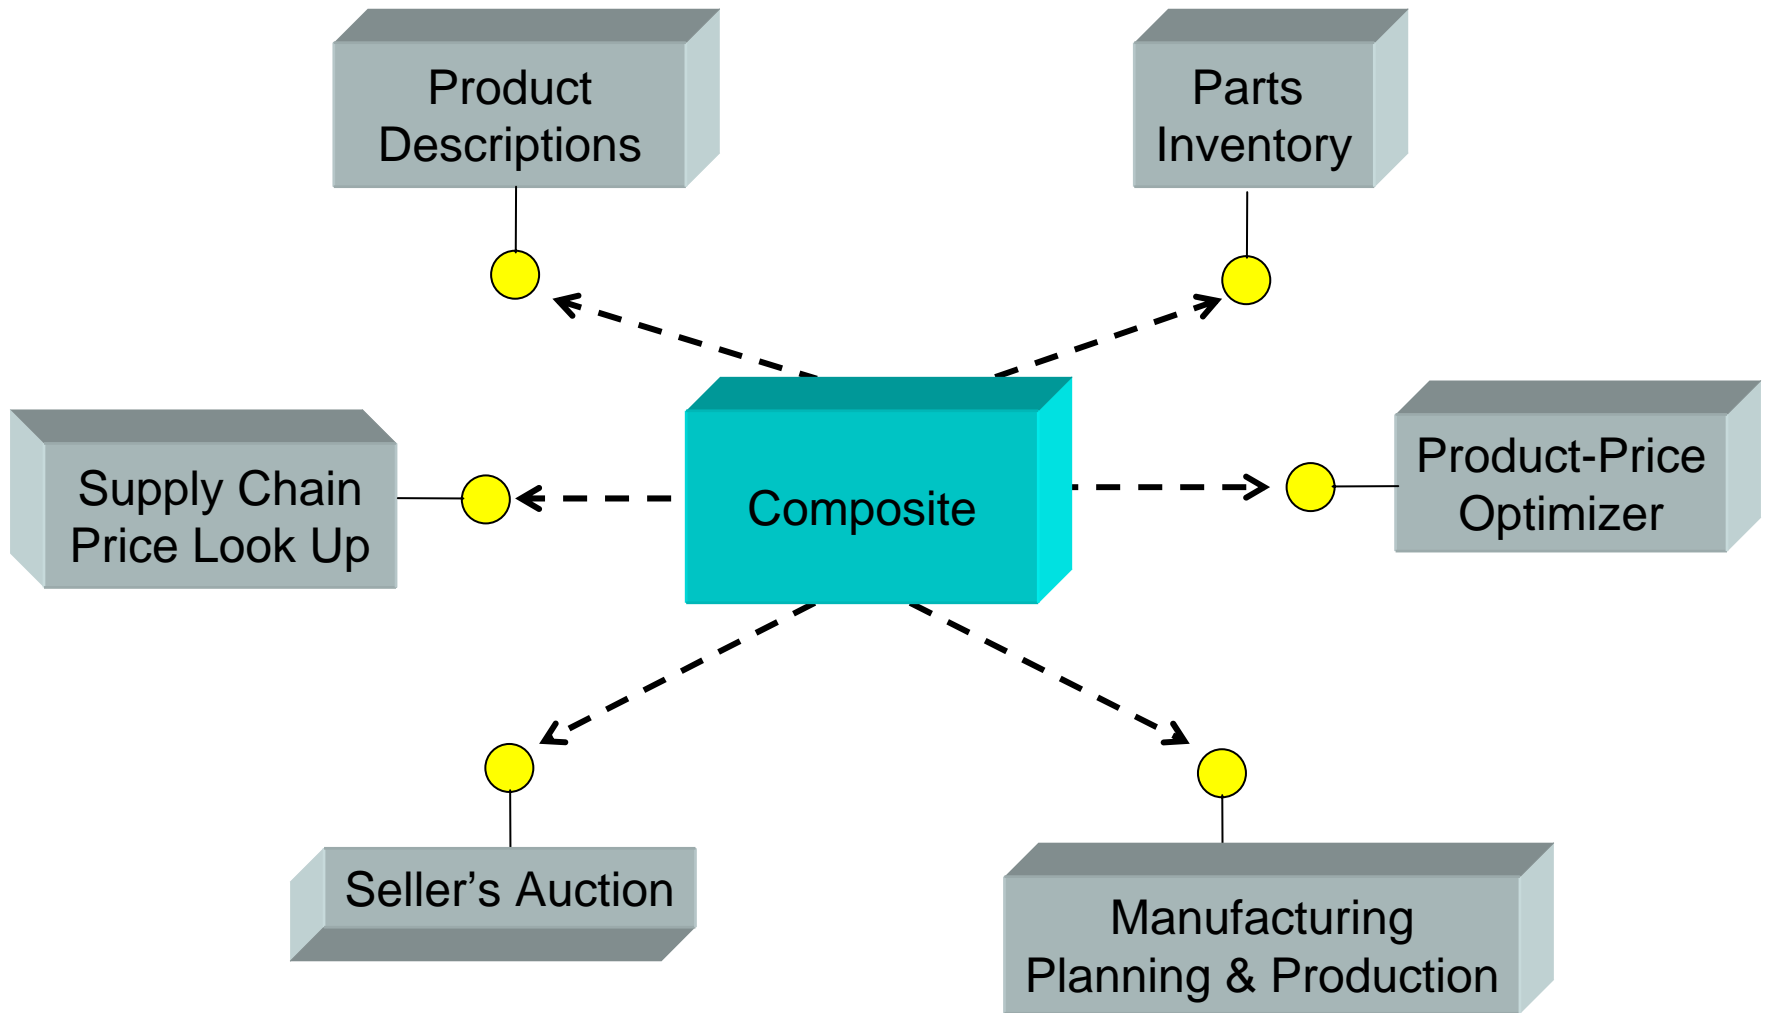 Product
Descriptions
Parts
Inventory
Supply Chain
Price Look Up
Composite
Product-Price
Optimizer
Seller’s Auction
Manufacturing
Planning & Production